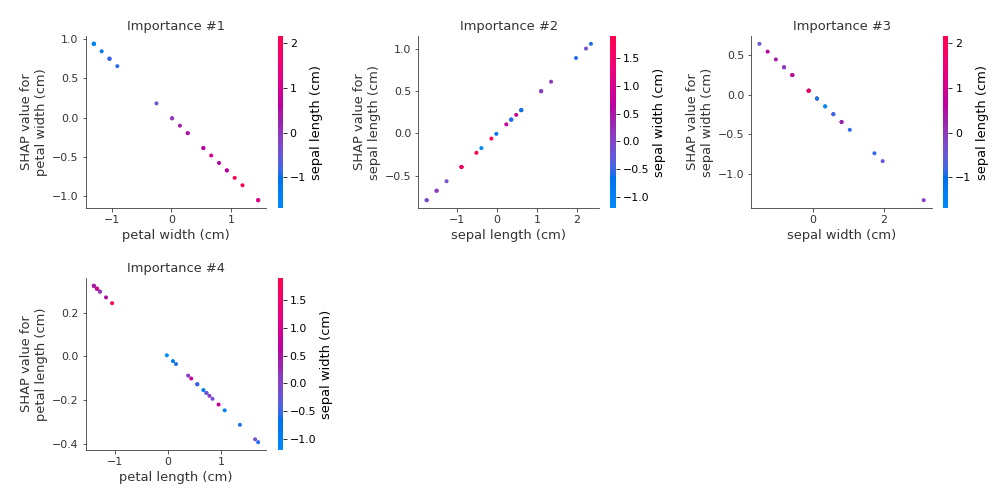 Importance #1
SHAP value for
petal width (cm)
1.0
0.5
0.0
−0.5
−1.0
−1
0
1
petal width (cm)
2
1
0
−1
sepal length (cm)
Importance #2
SHAP value for
sepal length (cm)
1.0
0.5
0.0
−0.5
−1
0
1
2
sepal length (cm)
1.5
1.0
0.5
0.0
−0.5
−1.0
sepal width (cm)
Importance #3
SHAP value for
sepal width (cm)
0.5
0.0
−0.5
−1.0
0
2
sepal width (cm)
2
1
0
−1
sepal length (cm)
Importance #4
SHAP value for
petal length (cm)
0.2
0.0
−0.2
−0.4
−1
0
1
petal length (cm)
1.5
1.0
0.5
0.0
−0.5
−1.0
sepal width (cm)